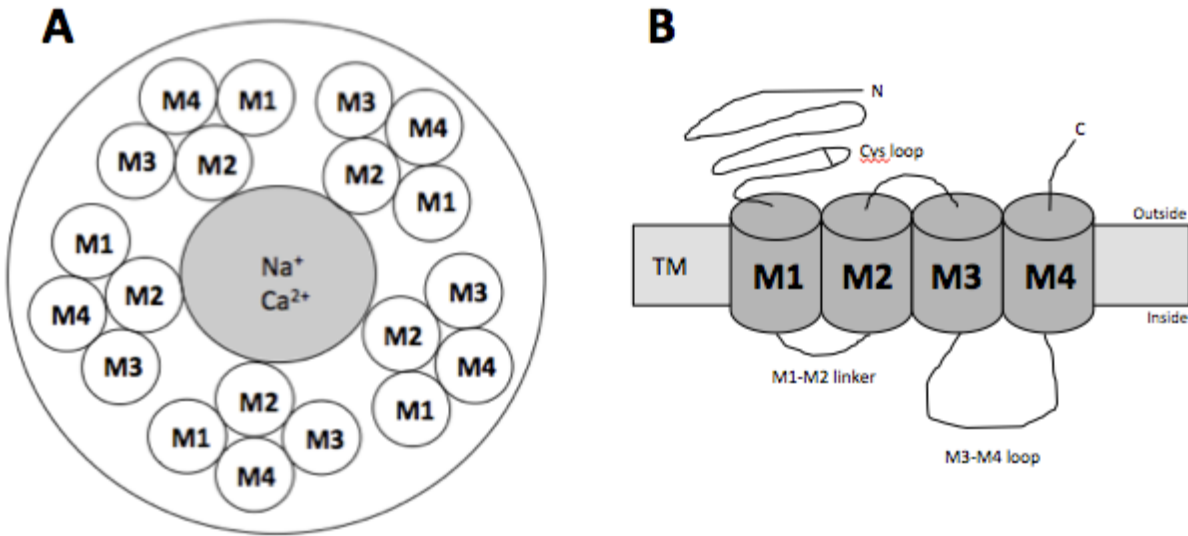 A
M4 M1
M3 M2
M3
M4
M2
M1
M1
M2
M4
M3
Na⁺
Ca²⁺
M3
M2
M4
M1
M2
M1 M3
M4
B
N
C
Cys loop
Outside
TM
M1 M2 M3 M4
Inside
M1-M2 linker
M3-M4 loop